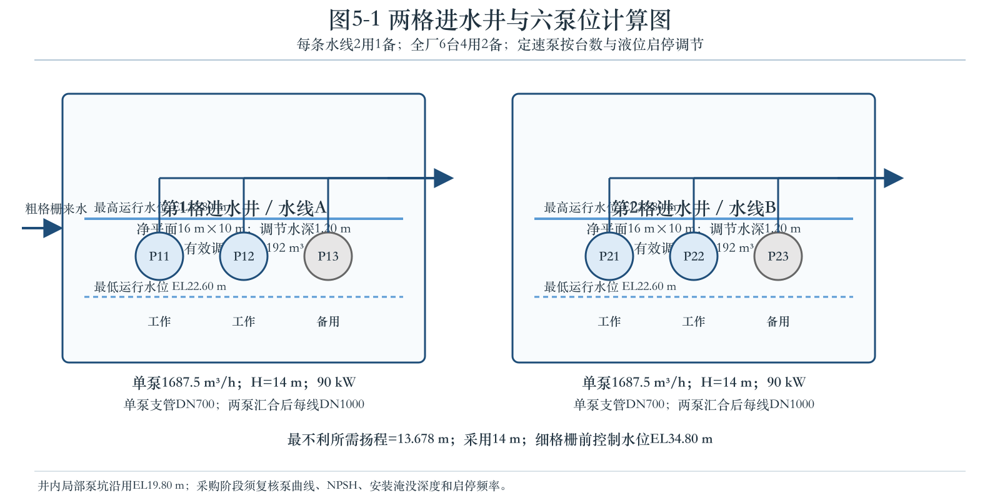 图5-1 两格进水井与六泵位计算图
每条水线2用1备；全厂6台4用2备；定速泵按台数与液位启停调节
粗格栅来水
最高运行水位
第1格进水井 / 水线A
净平面16 m×10 m；调节水深1.20 m
有效调 192 m³
P11 P12 P13
最低运行水位 EL22.60 m
工作 工作 备用
单泵1687.5 m³/h；H=14 m；90 kW
单泵支管DN700；两泵汇合后每线DN1000
最高运行水位
第2格进水井 / 水线B
净平面16 m×10 m；调节水深1.20 m
有效调 192 m³
P21 P22 P23
最低运行水位 EL22.60 m
工作 工作 备用
单泵1687.5 m³/h；H=14 m；90 kW
单泵支管DN700；两泵汇合后每线DN1000
最不利所需扬程=13.678 m；采用14 m；细格栅前控制水位EL34.80 m
井内局部泵坑沿用EL19.80 m；采购阶段须复核泵曲线、NPSH、安装淹没深度和启停频率。